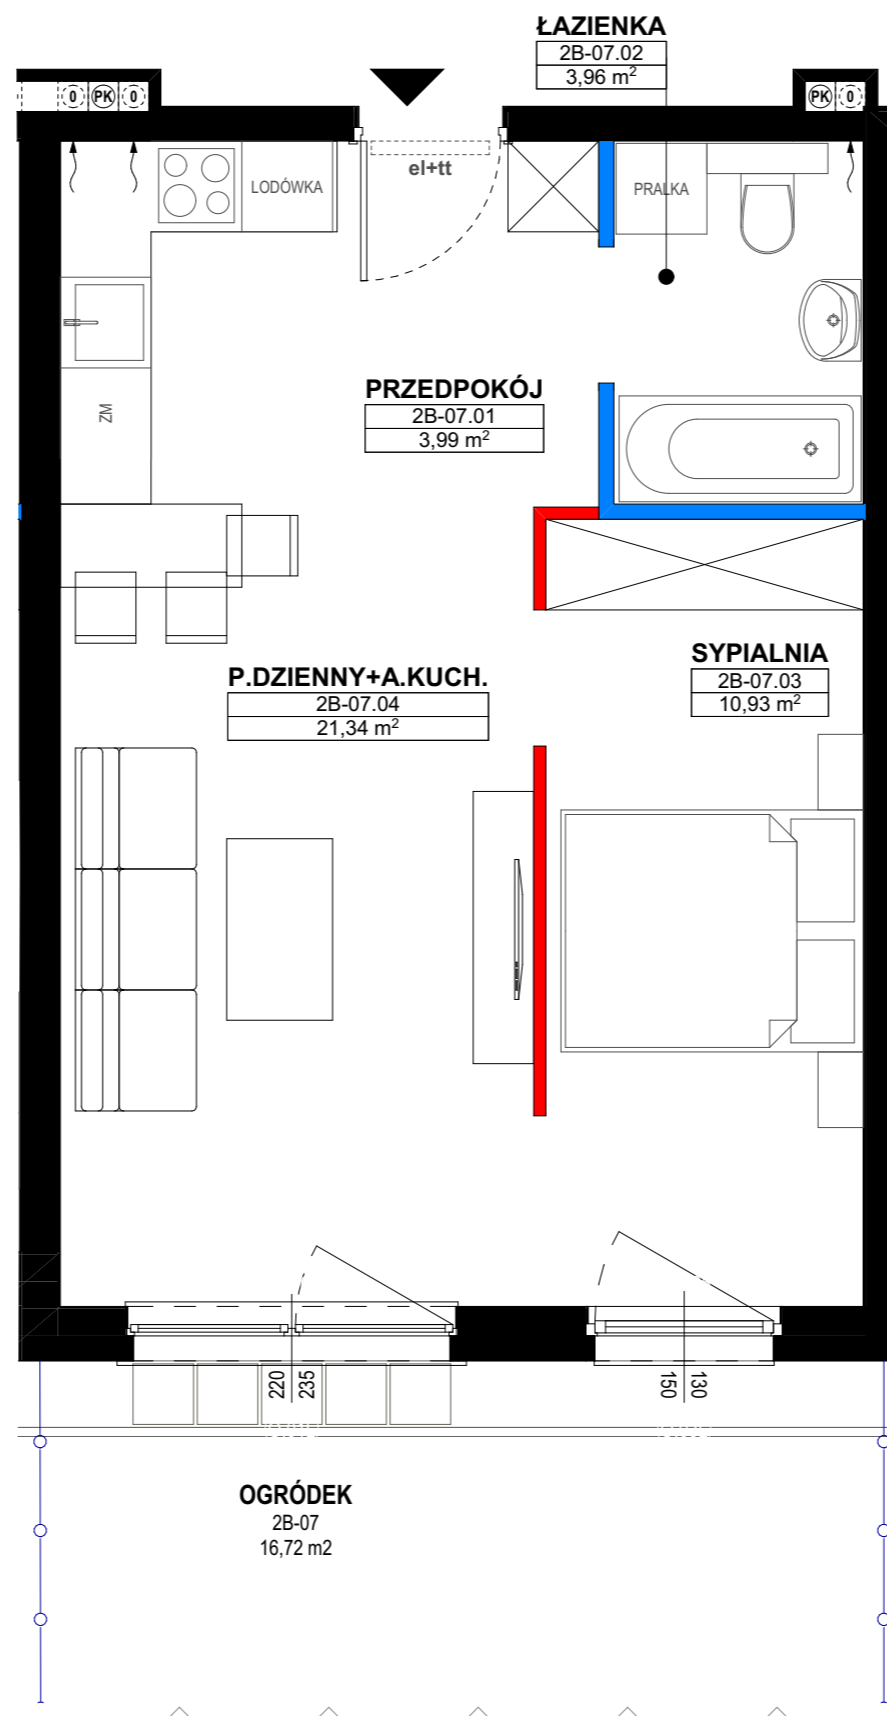 ŁAZIENKA
2B-07.02
3,96 m²
0 PK 0
PK 0
el+tt
LODÓWKA
PRALKA
PRZEDPOKÓJ
2B-07.01
3,99 m²
ZM
P.DZIENNY+A.KUCH.
2B-07.04
21,34 m²
SYPIALNIA
2B-07.03
10,93 m²
220
235
150
130
OGRÓDEK
2B-07
16,72 m2